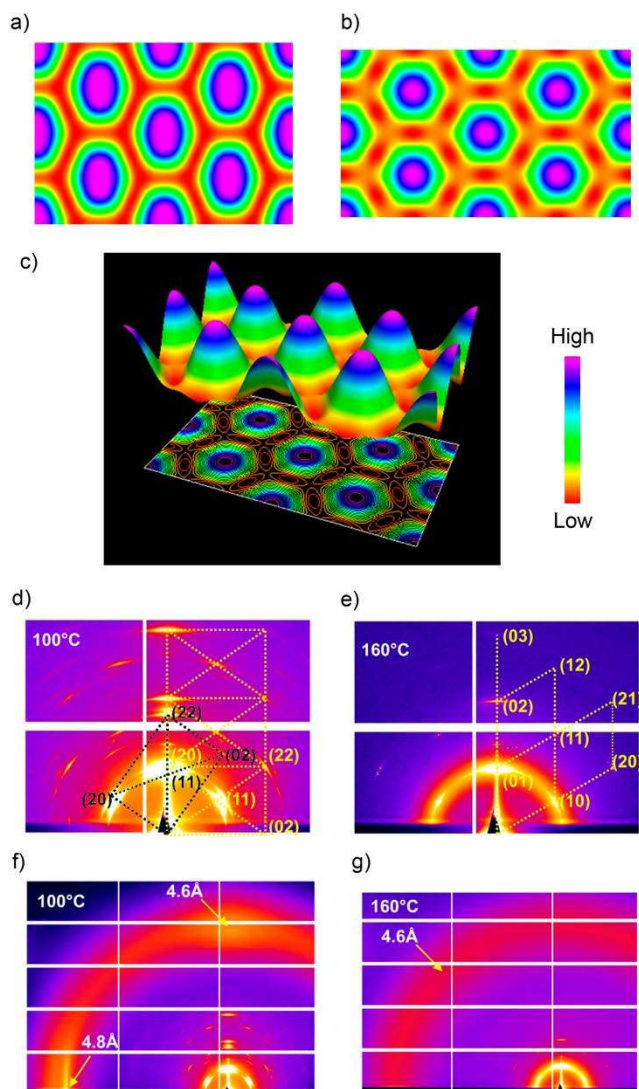 a)
b)
c)
High
Low
d)
e)
100°C
(22)
(20)
(02)
(22)
(20)
(11)
(11)
(02)
160°C
(03)
(12)
(02)
(21)
(11)
(20)
(01)
(10)
f)
g)
100°C
4.6Å
4.8Å
160°C
4.6Å